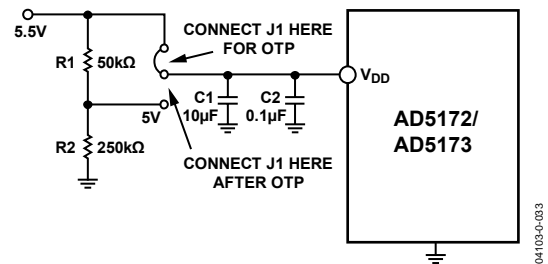 5.5V
R1
50kΩ
CONNECT J1 HERE
FOR OTP
5V
R2
250kΩ
CONNECT J1 HERE
AFTER OTP
C1
10µF
C2
0.1µF
VDD
AD5172/
AD5173
04103-0-033